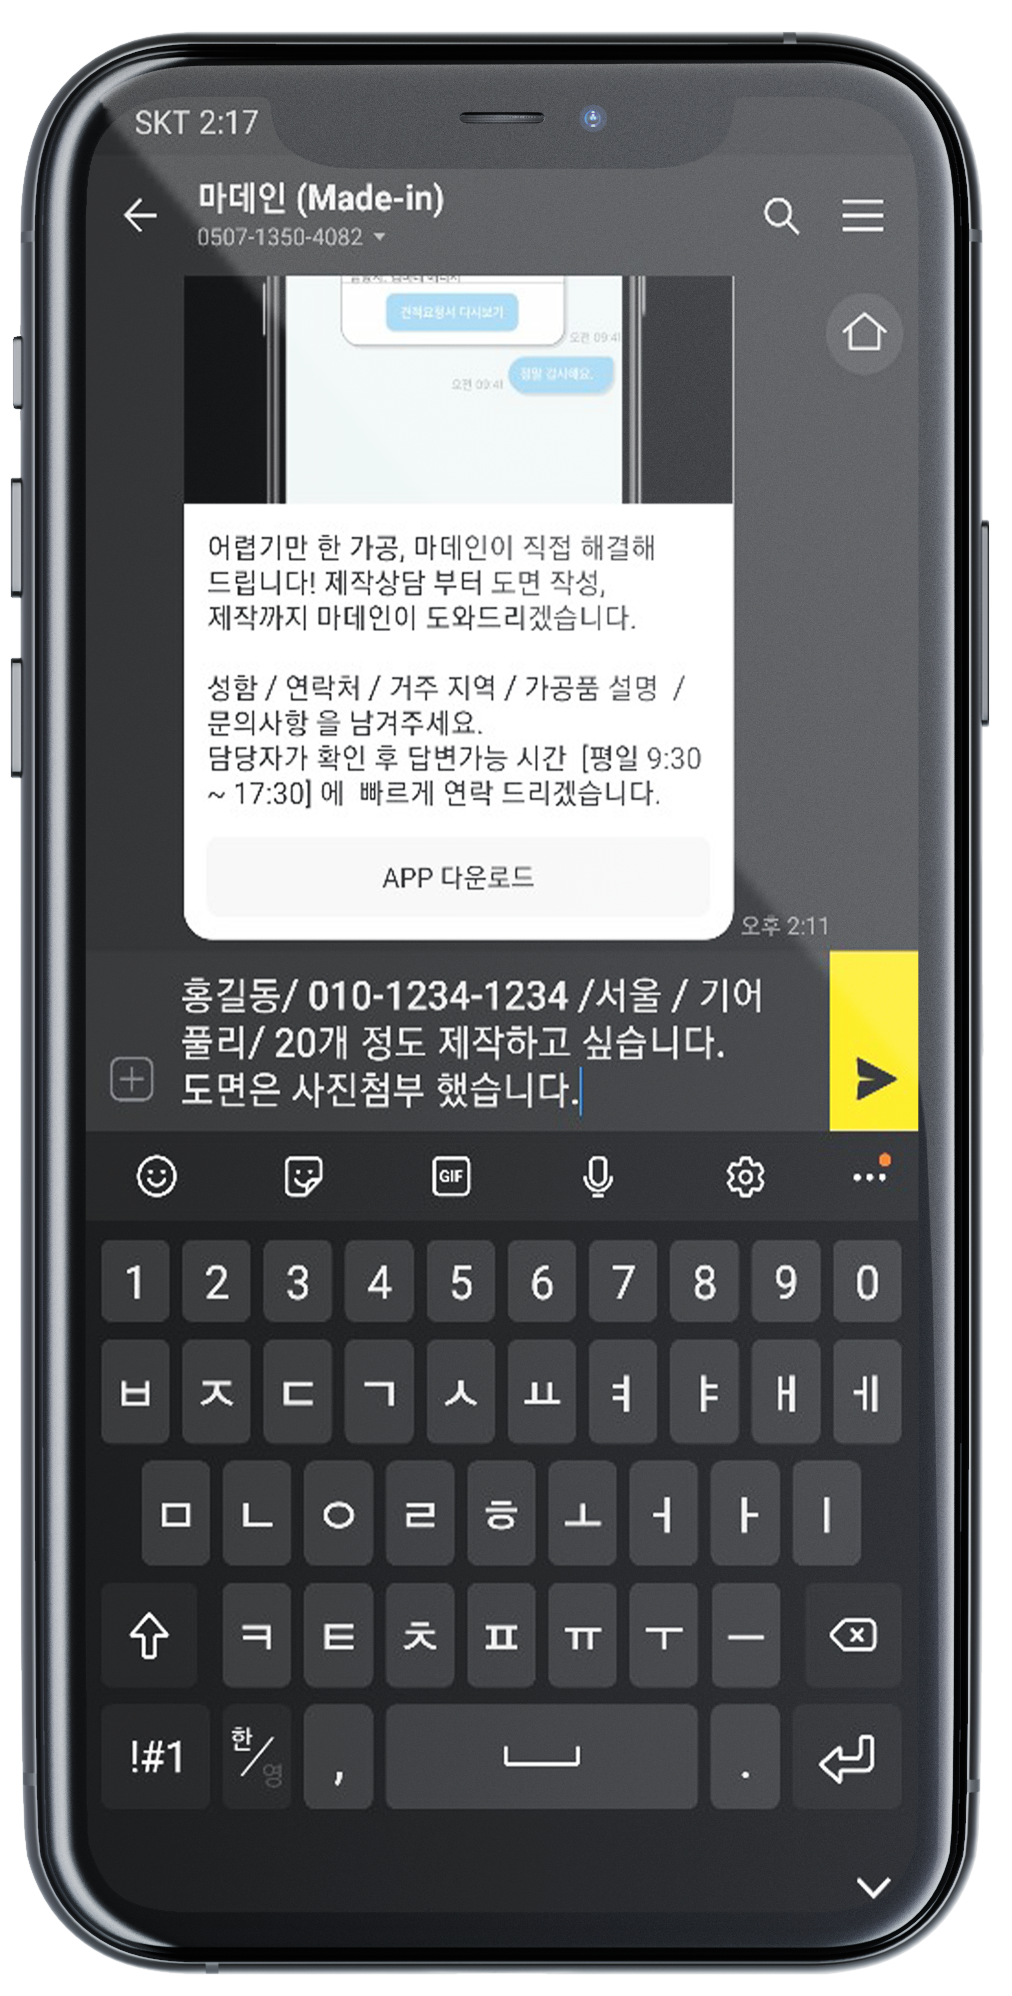 SKT 2:17
마데인 (Made-in)
0507-1350-4082
견적요청서 다시보기
오전 09:41
정말 감사해요.
오전 09:41
어렵기만 한 가공, 마데인이 직접 해결해
드립니다! 제작상담 부터 도면 작성,
제작까지 마데인이 도와드리겠습니다.
성함 / 연락처 / 거주 지역 / 가공품 설명 /
문의사항 을 남겨주세요.
담당자가 확인 후 답변가능 시간 [평일 9:30
~ 17:30] 에 빠르게 연락 드리겠습니다.
APP 다운로드
오후 2:11
홍길동/ 010-1234-1234 /서울 / 기어
풀리/ 20개 정도 제작하고 싶습니다.
도면은 사진첨부 했습니다.
GIF
1 2 3 4 5 6 7 8 9 0
ㅂ ㅈ ㄷ ㄱ ㅅ ㅛ ㅕ ㅑ ㅐ ㅔ
ㅁ ㄴ ㅇ ㄹ ㅎ ㅗ ㅓ ㅏ ㅣ
ㅋ ㅌ ㅊ ㅍ ㅠ ㅜ ㅡ
!#1 한/영 , .